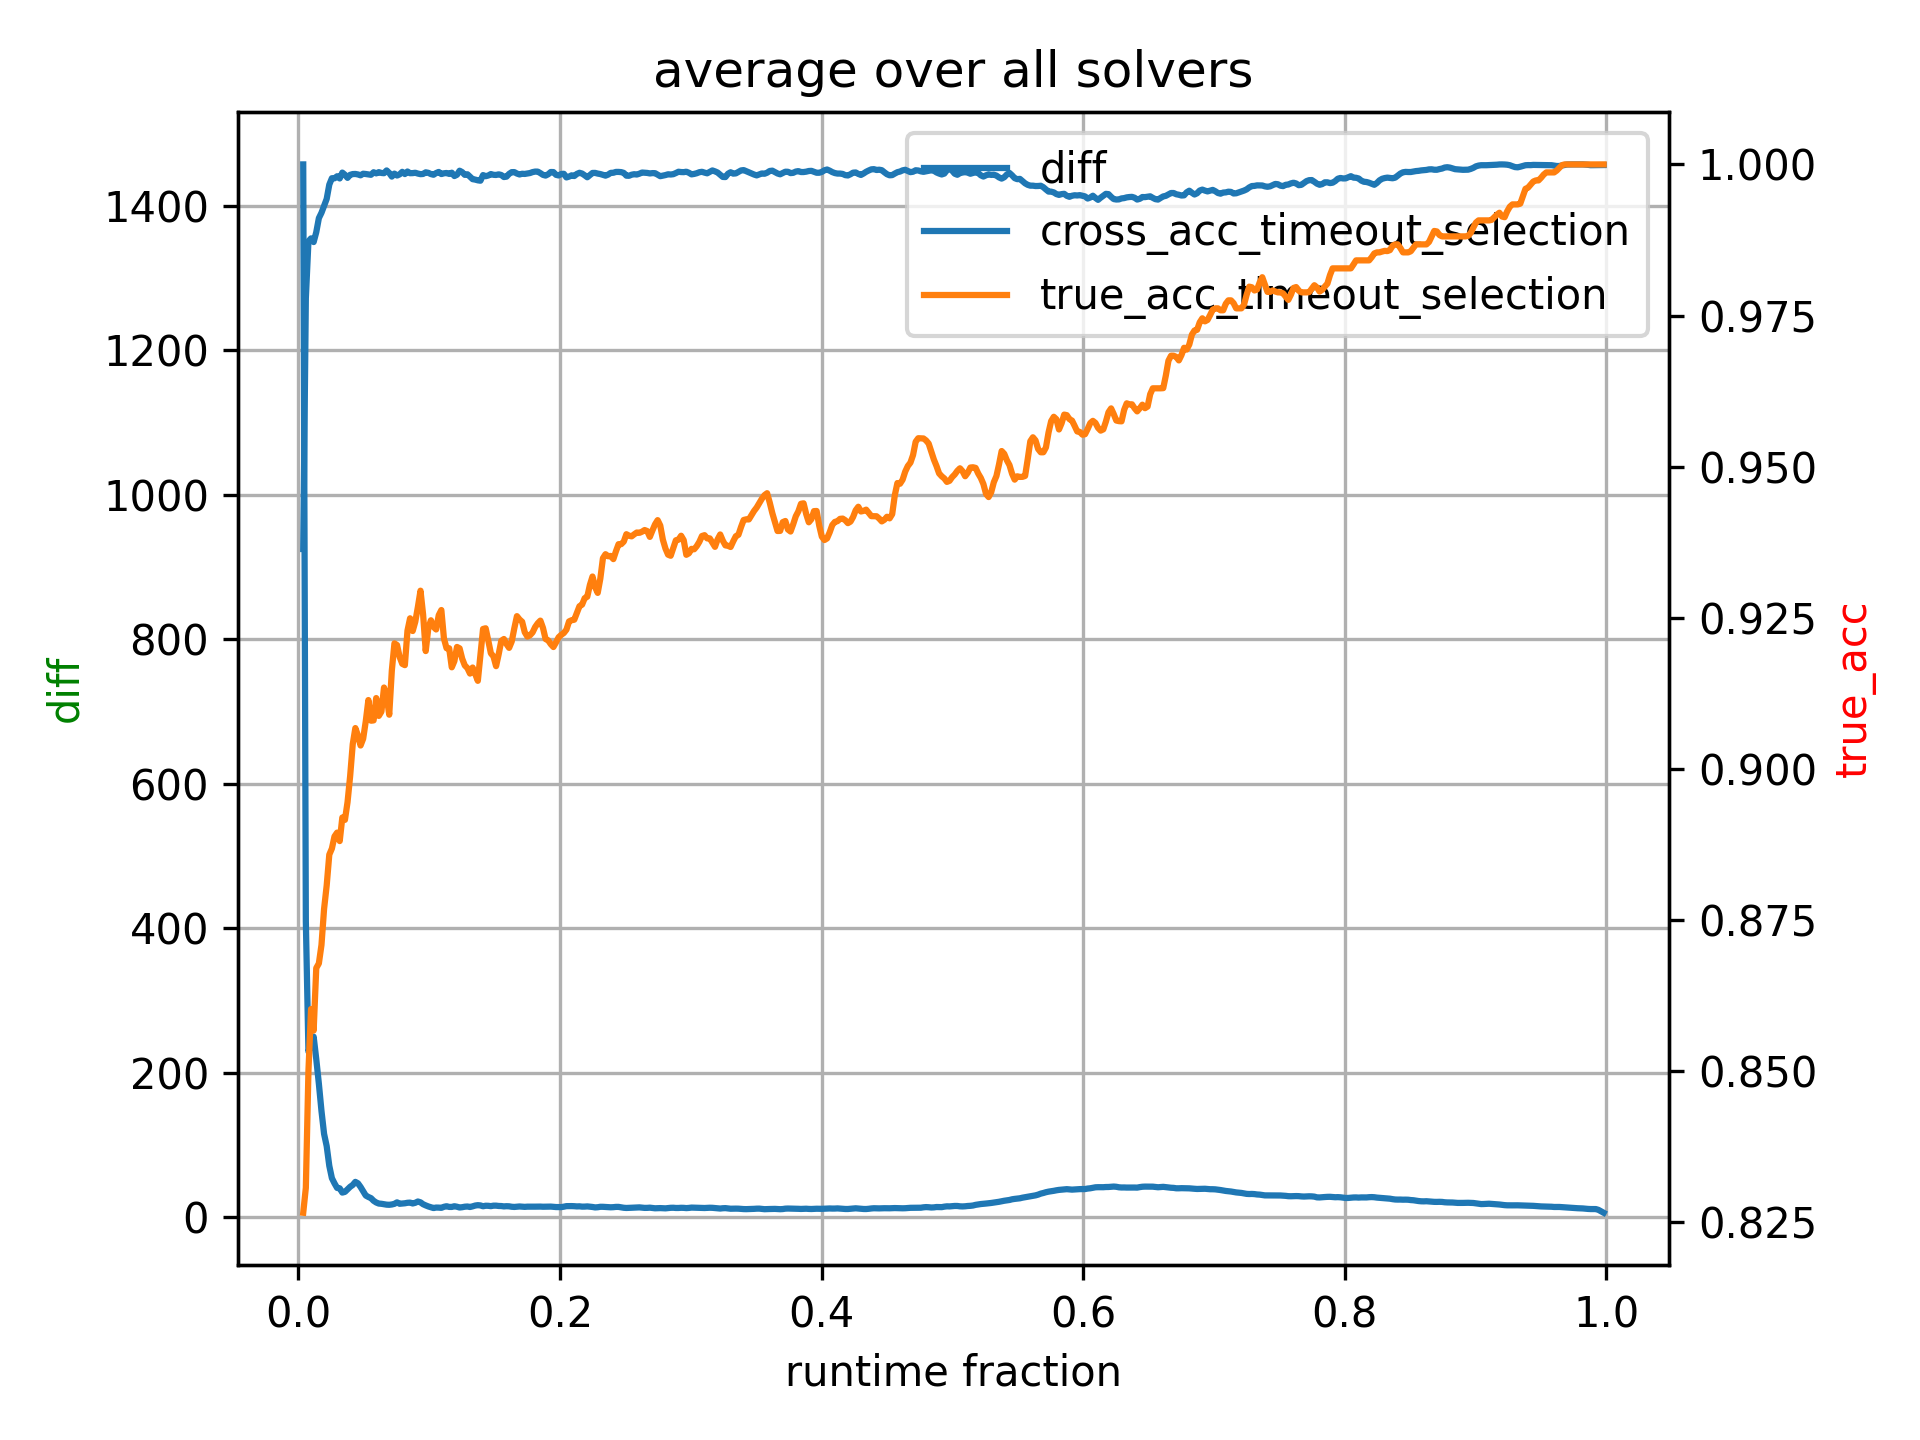 average over all solvers
diff
cross_acc_timeout_selection
true_acc_timeout_selection
1400
1200
1000
800
600
400
200
0
diff
1.000
0.975
0.950
0.925
0.900
0.875
0.850
0.825
true_acc
0.0 0.2 0.4 0.6 0.8 1.0
runtime fraction